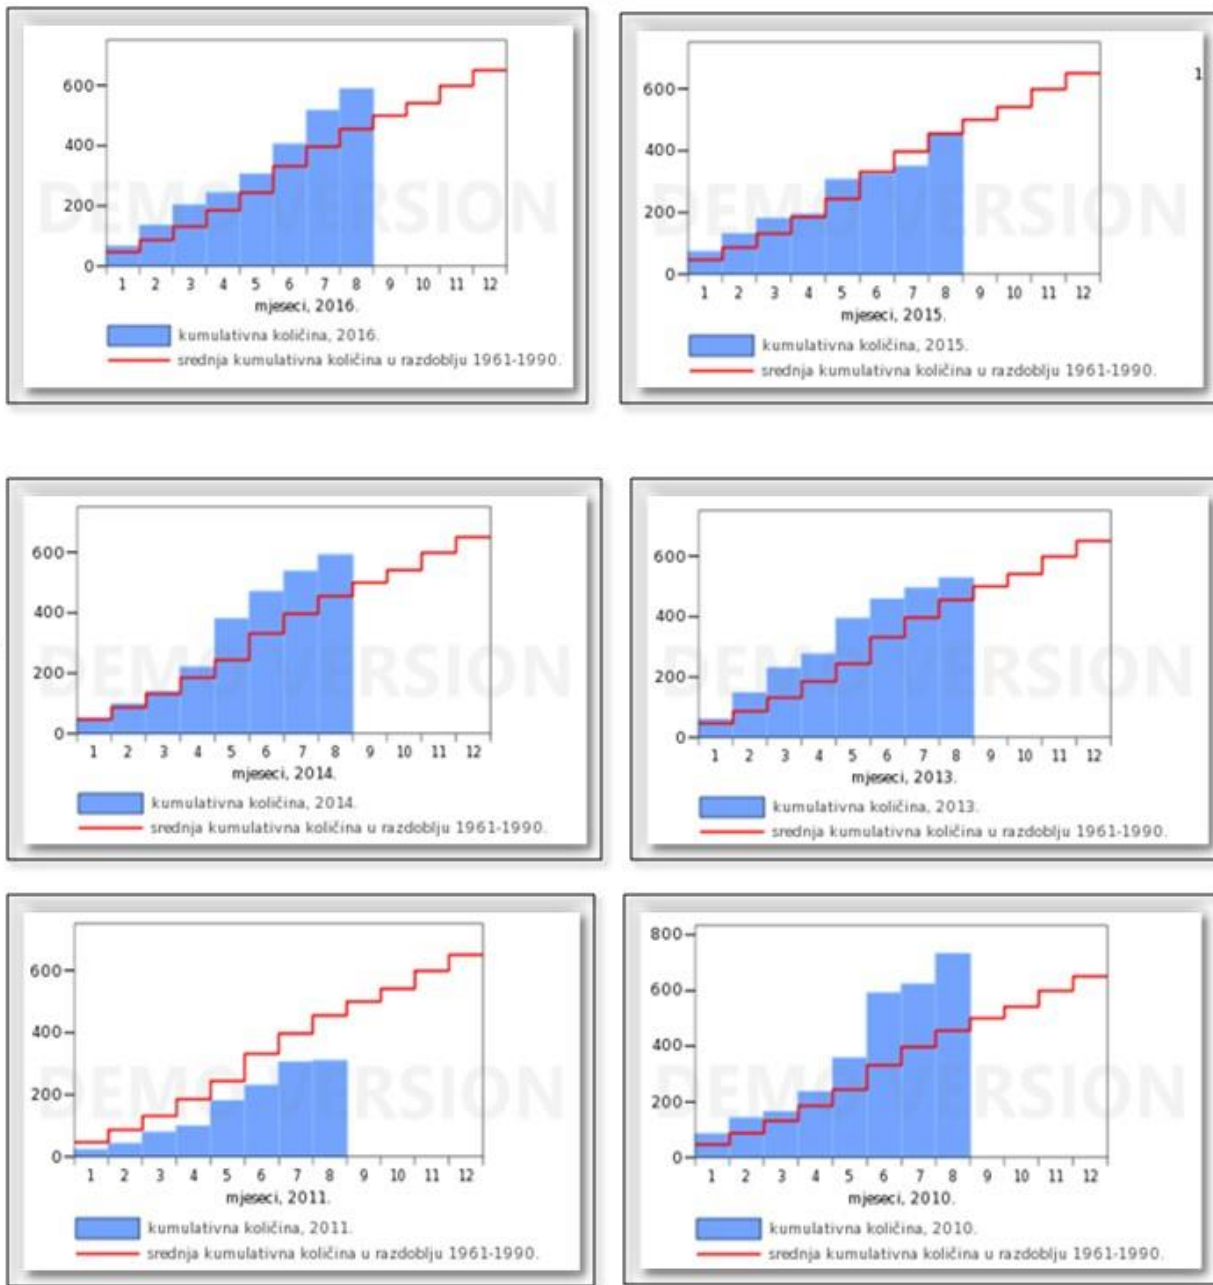 600
400
200
0
1 2 3 4 5 6 7 8 9 10 11 12
mjeseci, 2016.
kumulativna količina, 2016.
srednja kumulativna količina u razdoblju 1961-1990.
DEMO VERSION
1
600
400
200
0
1 2 3 4 5 6 7 8 9 10 11 12
mjeseci, 2015.
kumulativna količina, 2015.
srednja kumulativna količina u razdoblju 1961-1990.
DEMO VERSION
600
400
200
0
1 2 3 4 5 6 7 8 9 10 11 12
mjeseci, 2014.
kumulativna količina, 2014.
srednja kumulativna količina u razdoblju 1961-1990.
DEMO VERSION
600
400
200
0
1 2 3 4 5 6 7 8 9 10 11 12
mjeseci, 2013.
kumulativna količina, 2013.
srednja kumulativna količina u razdoblju 1961-1990.
DEMO VERSION
600
400
200
0
1 2 3 4 5 6 7 8 9 10 11 12
mjeseci, 2011.
kumulativna količina, 2011.
srednja kumulativna količina u razdoblju 1961-1990.
DEMO VERSION
800
600
400
200
0
1 2 3 4 5 6 7 8 9 10 11 12
mjeseci, 2010.
kumulativna količina, 2010.
srednja kumulativna količina u razdoblju 1961-1990.
DEMO VERSION